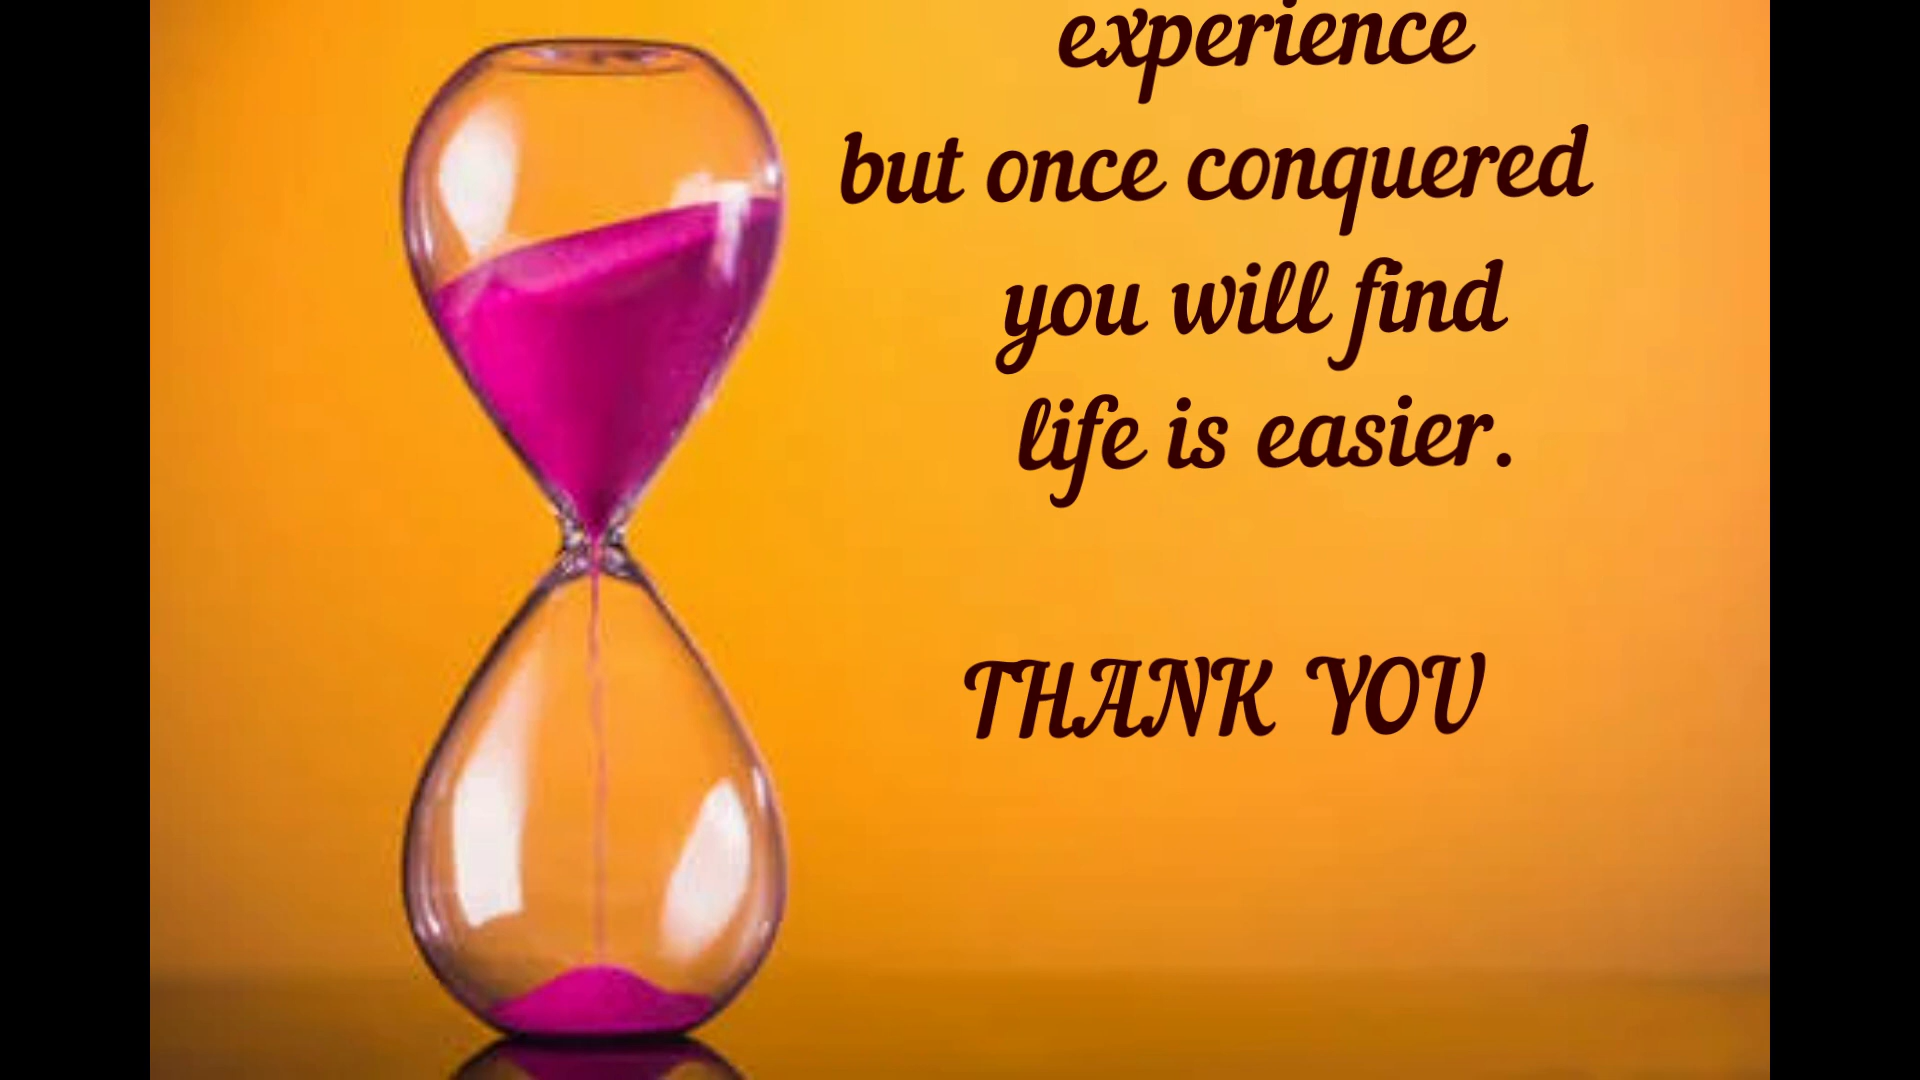 experience
but once conquered
you will find
life is easier.
THANK YOU